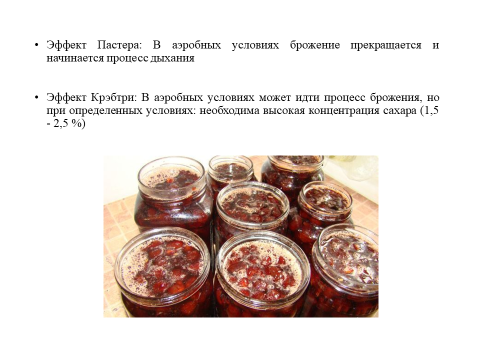 • Эффект Пастера: В аэробных условиях брожение прекращается и
начинается процесс дыхания
• Эффект Крэбтри: В аэробных условиях может идти процесс брожения, но
при определенных условиях: необходима высокая концентрация сахара (1,5
- 2,5 %)